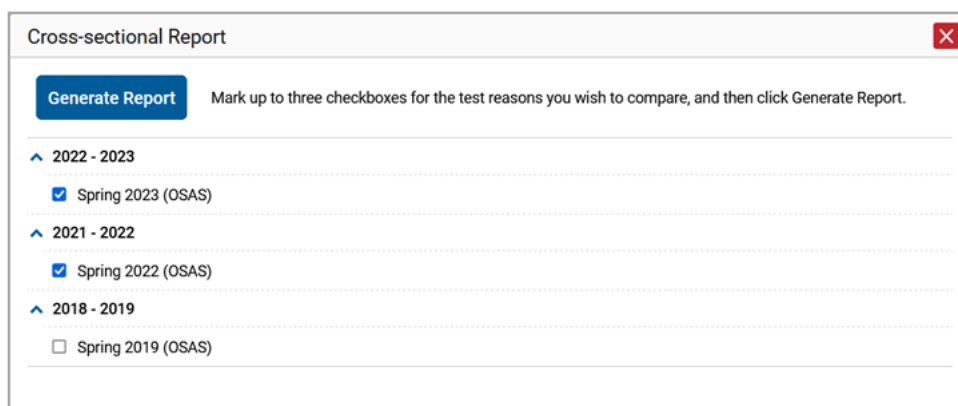 Cross-sectional Report
Generate Report
Mark up to three checkboxes for the test reasons you wish to compare, and then click Generate Report.
2022 - 2023
Spring 2023 (OSAS)
2021 - 2022
Spring 2022 (OSAS)
2018 - 2019
Spring 2019 (OSAS)